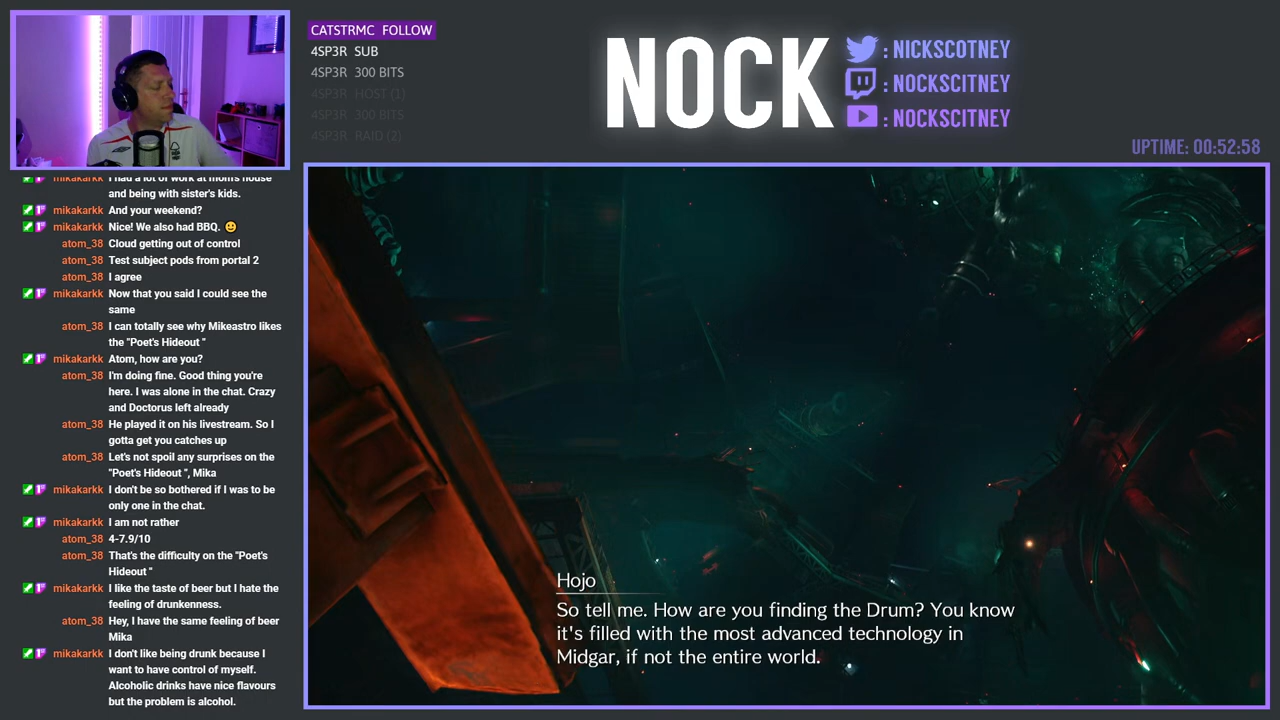 CATSTRMC FOLLOW
4SP3R SUB
4SP3R 300 BITS
4SP3R HOST (1)
4SP3R 300 BITS
4SP3R RAID (2)
NOCK
: NICKSCOTNEY
: NOCKSCITNEY
: NOCKSCITNEY
UPTIME: 00:52:58
mikakarkk I had a lot of work at mom's house
and being with sister's kids.
mikakarkk And your weekend?
mikakarkk Nice! We also had BBQ. 😃
atom_38 Cloud getting out of control
atom_38 Test subject pods from portal 2
atom_38 I agree
mikakarkk Now that you said I could see the
same
atom_38 I can totally see why Mikeastro likes
the "Poet's Hideout "
mikakarkk Atom, how are you?
atom_38 I'm doing fine. Good thing you're
here. I was alone in the chat. Crazy
and Doctorus left already
atom_38 He played it on his livestream. So I
gotta get you catches up
atom_38 Let's not spoil any surprises on the
"Poet's Hideout ", Mika
mikakarkk I don't be so bothered if I was to be
only one in the chat.
mikakarkk I am not rather
atom_38 4-7.9/10
atom_38 That's the difficulty on the "Poet's
Hideout "
mikakarkk I like the taste of beer but I hate the
feeling of drunkenness.
atom_38 Hey, I have the same feeling of beer
Mika
mikakarkk I don't like being drunk because I
want to have control of myself.
Alcoholic drinks have nice flavours
but the problem is alcohol.
Hojo
So tell me. How are you finding the Drum? You know
it's filled with the most advanced technology in
Midgar, if not the entire world.